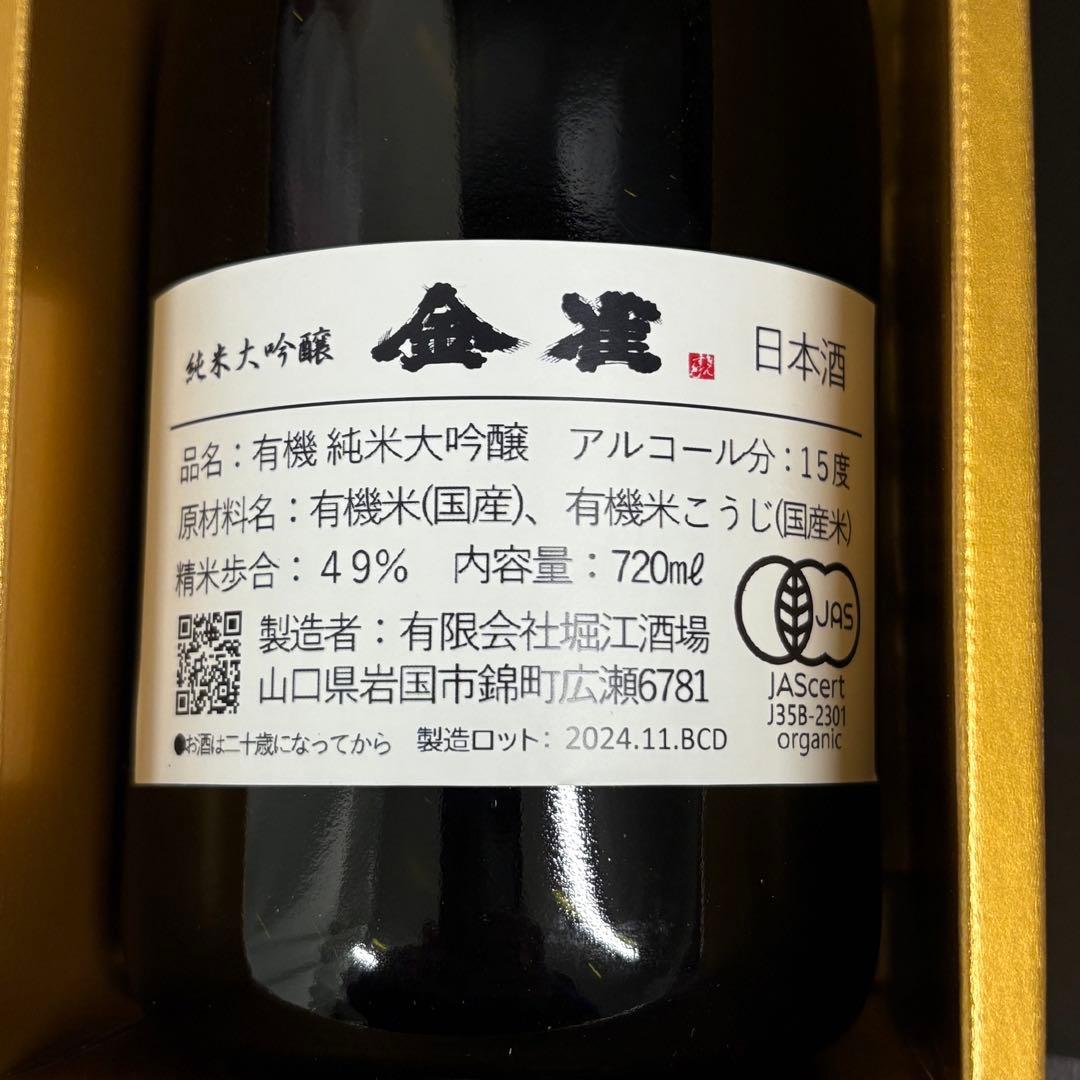 純米大吟醸 金雀 日本酒
品名：有機 純米大吟醸 アルコール分：15度
原材料名：有機米(国産)、有機米こうじ(国産米)
精米歩合：49% 内容量：720mℓ
製造者：有限会社堀江酒場
山口県岩国市錦町広瀬6781
●お酒は二十歳になってから 製造ロット：2024.11.BCD
JAS
JAScert
J35B-2301
organic